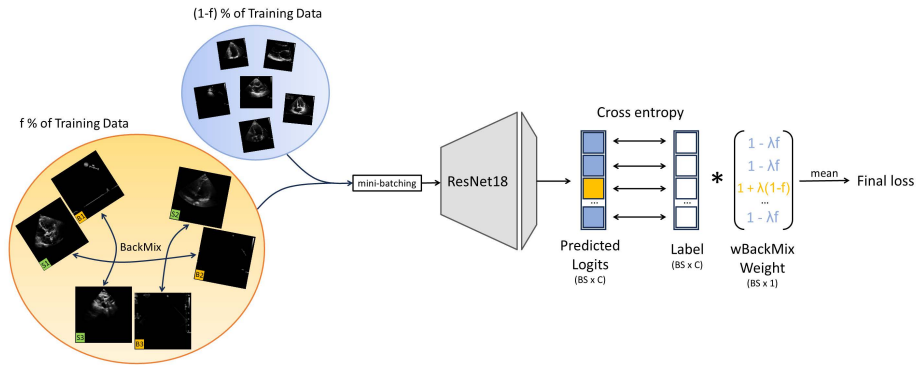 (1-f) % of Training Data
f % of Training Data
B1
S2
S1
BackMix
B2
S3
B3
mini-batching
ResNet18
Cross entropy
...
Predicted
Logits
(BS x C)
...
Label
(BS x C)
*
1 - λf
1 - λf
1 + λ(1-f)
...
1 - λf
wBackMix
Weight
(BS x 1)
mean
Final loss